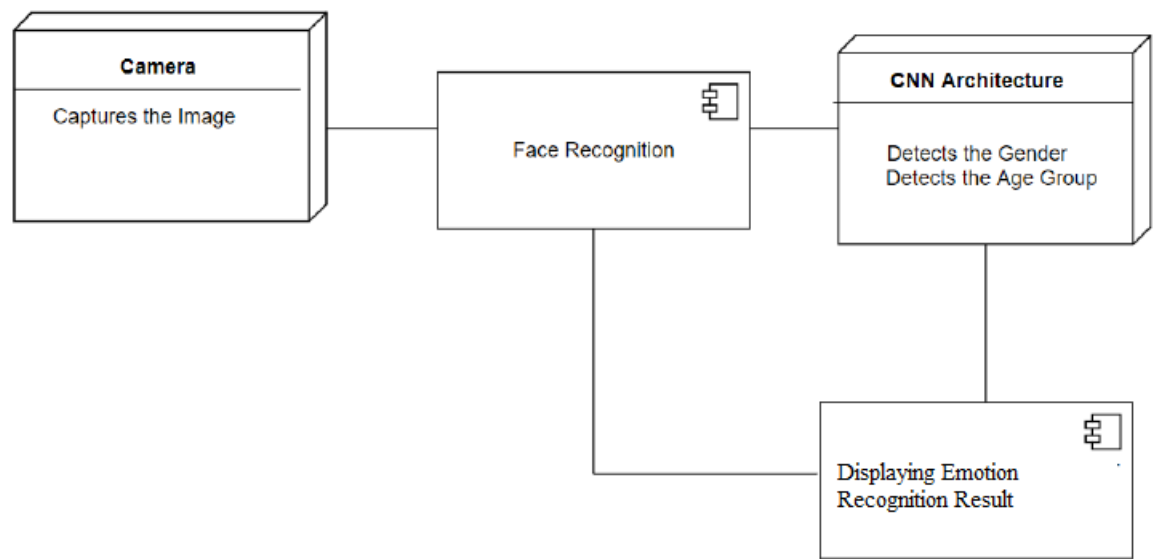 Camera
Captures the Image
Face Recognition
CNN Architecture
Detects the Gender
Detects the Age Group
Displaying Emotion
Recognition Result